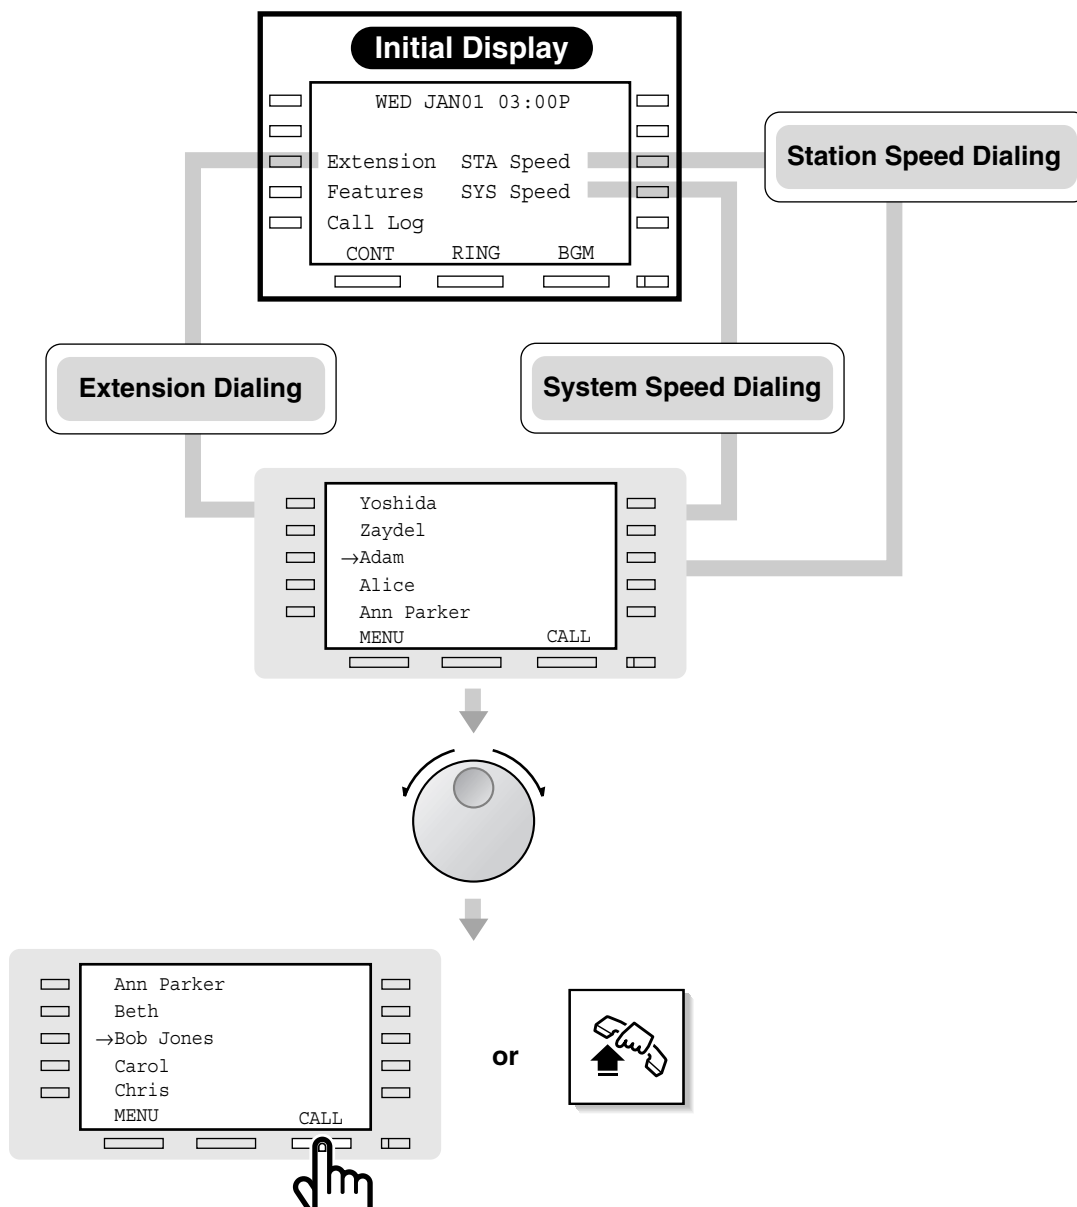 Initial Display
WED JAN01 03:00P
Extension STA Speed
Features SYS Speed
Call Log
CONT RING BGM
Station Speed Dialing
Extension Dialing
System Speed Dialing
Yoshida
Zaydel
→Adam
Alice
Ann Parker
MENU CALL
Ann Parker
Beth
→Bob Jones
Carol
Chris
MENU CALL
or